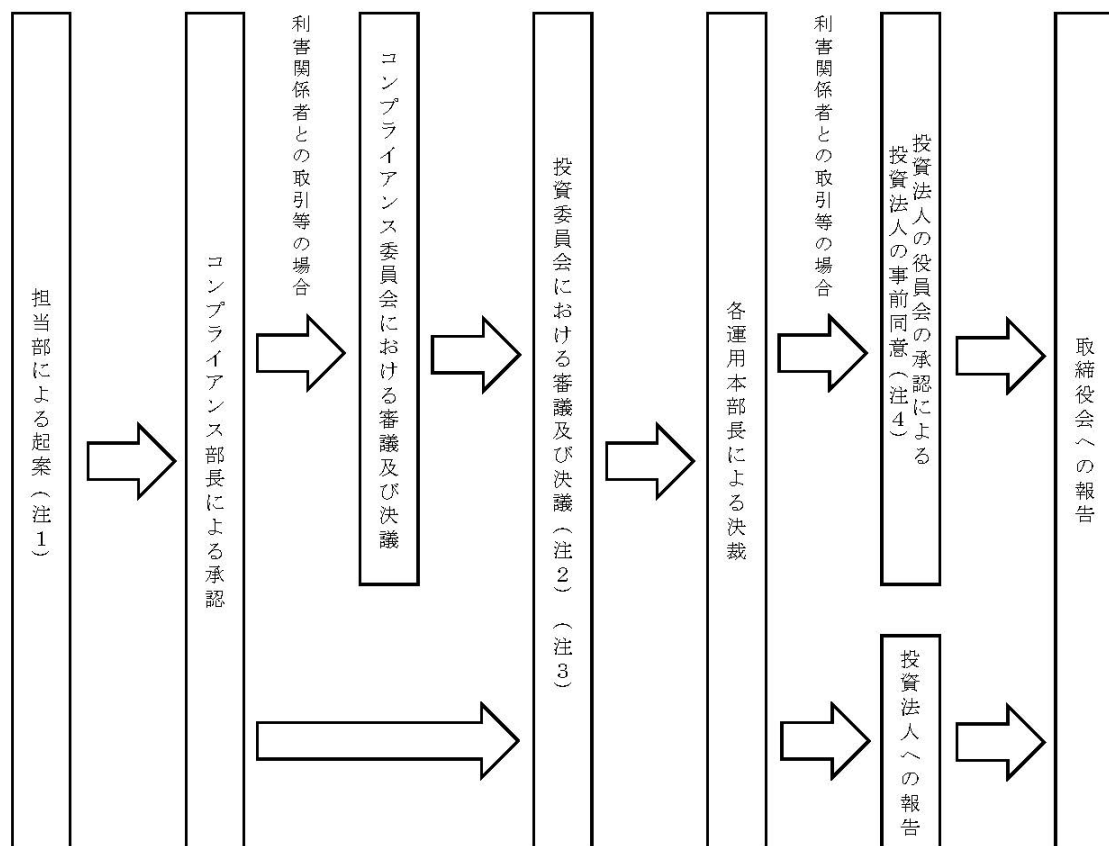 担当部による起案（注1）
コンプライアンス部長による承認
利害関係者との取引等の場合
コンプライアンス委員会における審議及び決議
投資委員会における審議及び決議（注2）（注3）
各運用本部長による決裁
利害関係者との取引等の場合
投資法人の役員会の承認による
投資法人の事前同意（注4）
投資法人への報告
取締役会への報告